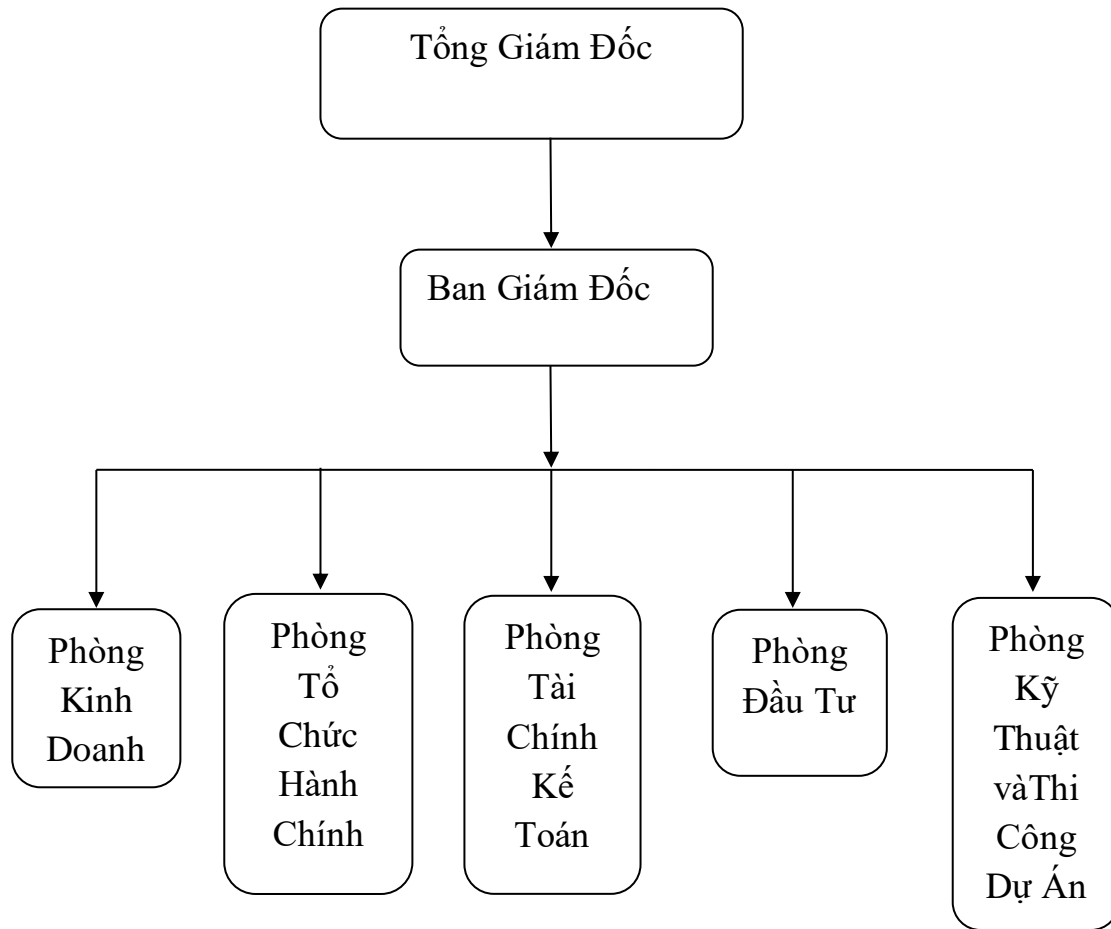 Tổng Giám Đốc
Ban Giám Đốc
Phòng
Kinh
Doanh
Phòng
Tổ
Chức
Hành
Chính
Phòng
Tài
Chính
Kế
Toán
Phòng
Đầu Tư
Phòng
Kỹ
Thuật
vàThi
Công
Dự Án